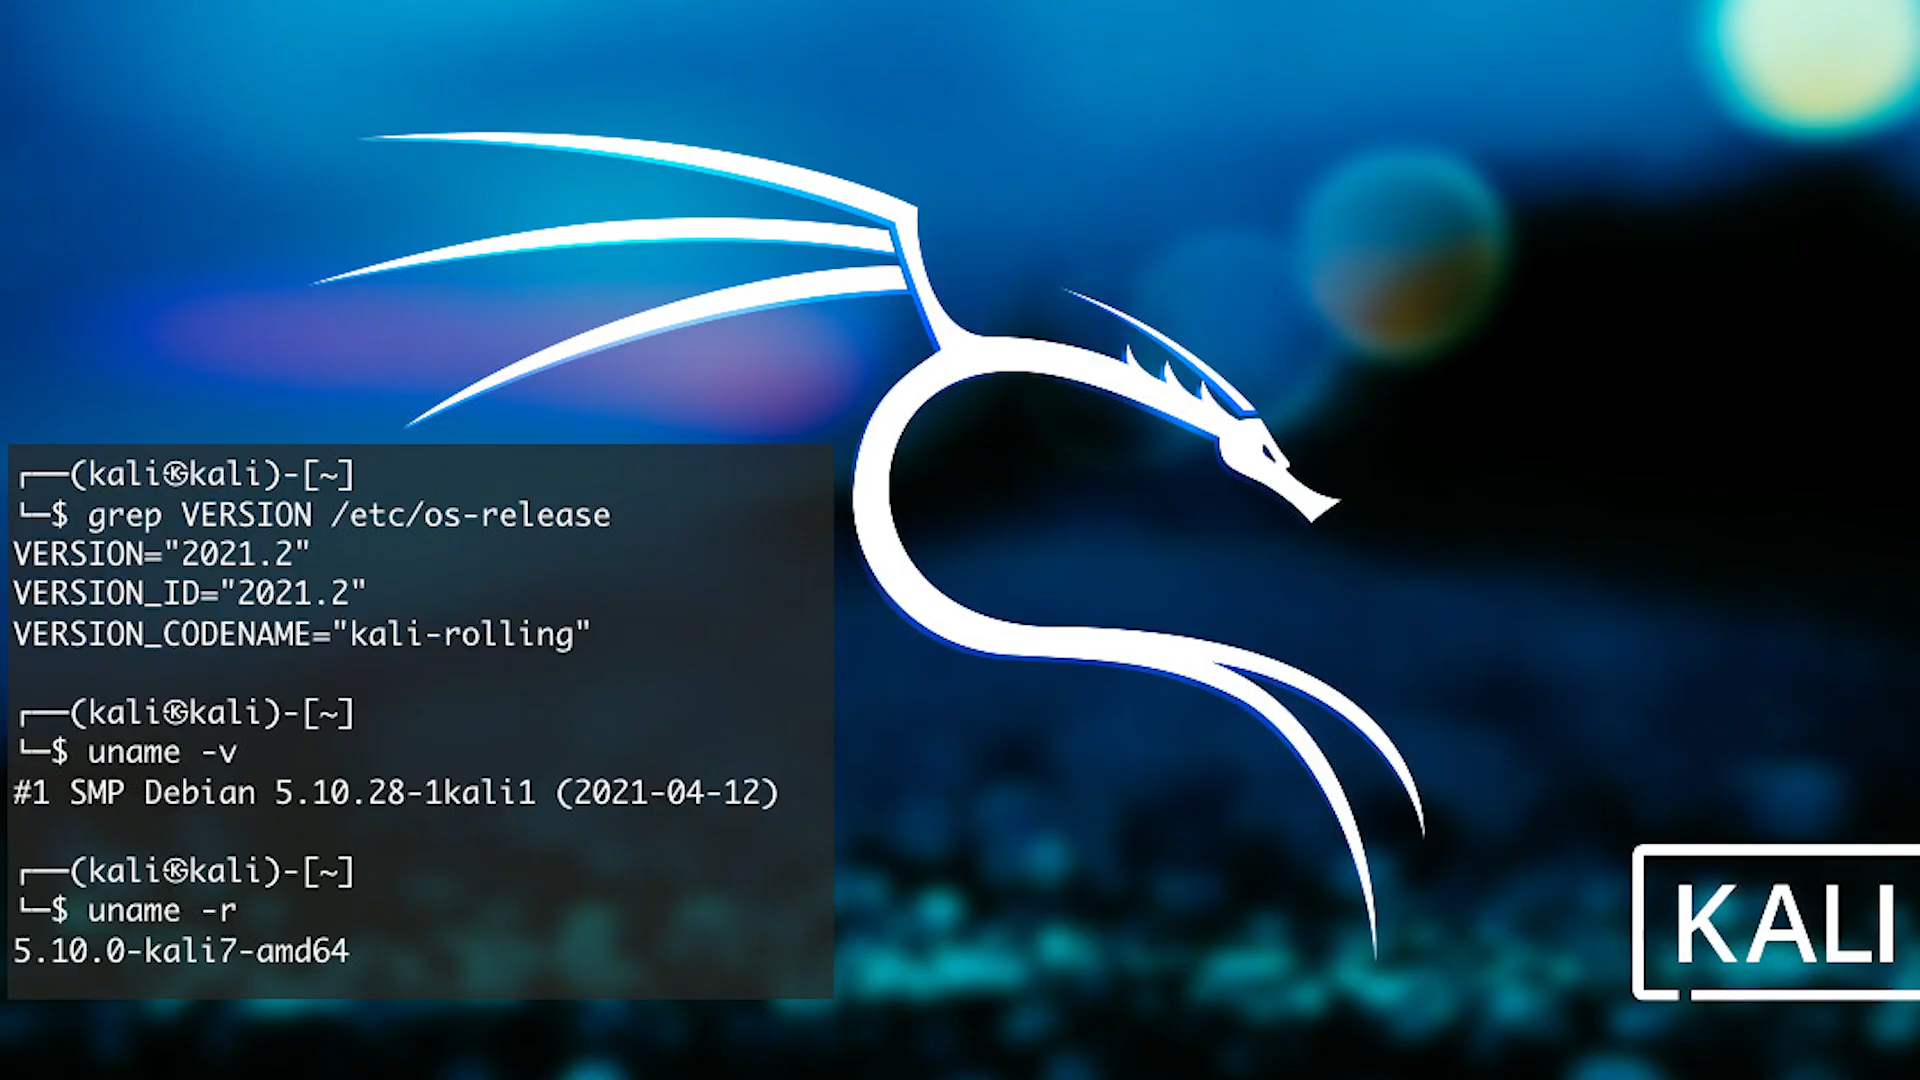 ┌──(kali㉿kali)-[~]
└─$ grep VERSION /etc/os-release
VERSION="2021.2"
VERSION_ID="2021.2"
VERSION_CODENAME="kali-rolling"
┌──(kali㉿kali)-[~]
└─$ uname -v
#1 SMP Debian 5.10.28-1kali1 (2021-04-12)
┌──(kali㉿kali)-[~]
└─$ uname -r
5.10.0-kali7-amd64
KALI